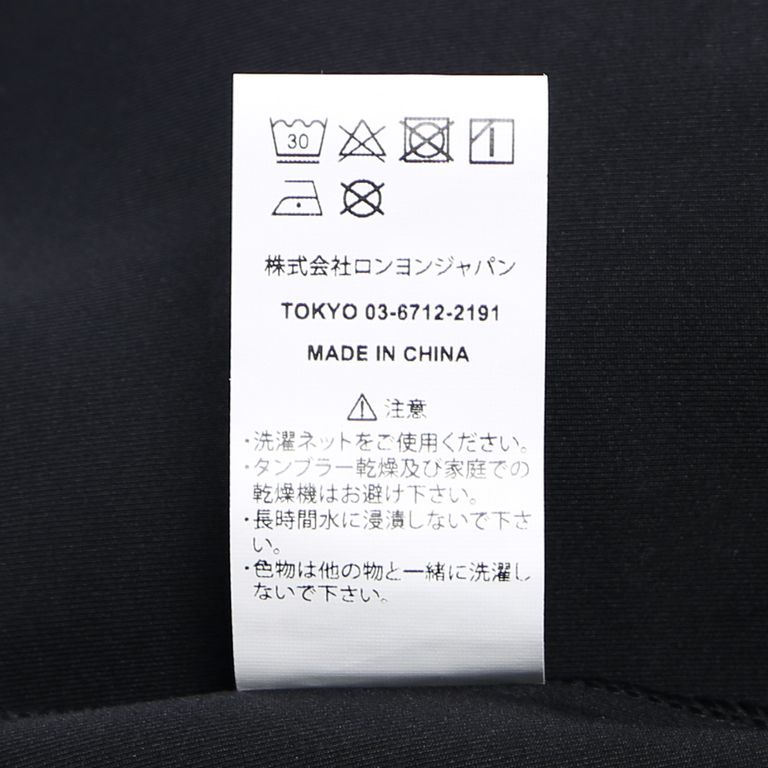 30
株式会社ロンヨンジャパン
TOKYO 03-6712-2191
MADE IN CHINA
注意
・洗濯ネットをご使用ください。
・タンブラー乾燥及び家庭での
乾燥機はお避け下さい。
・長時間水に浸漬しないで下さ
い。
・色物は他の物と一緒に洗濯し
ないで下さい。